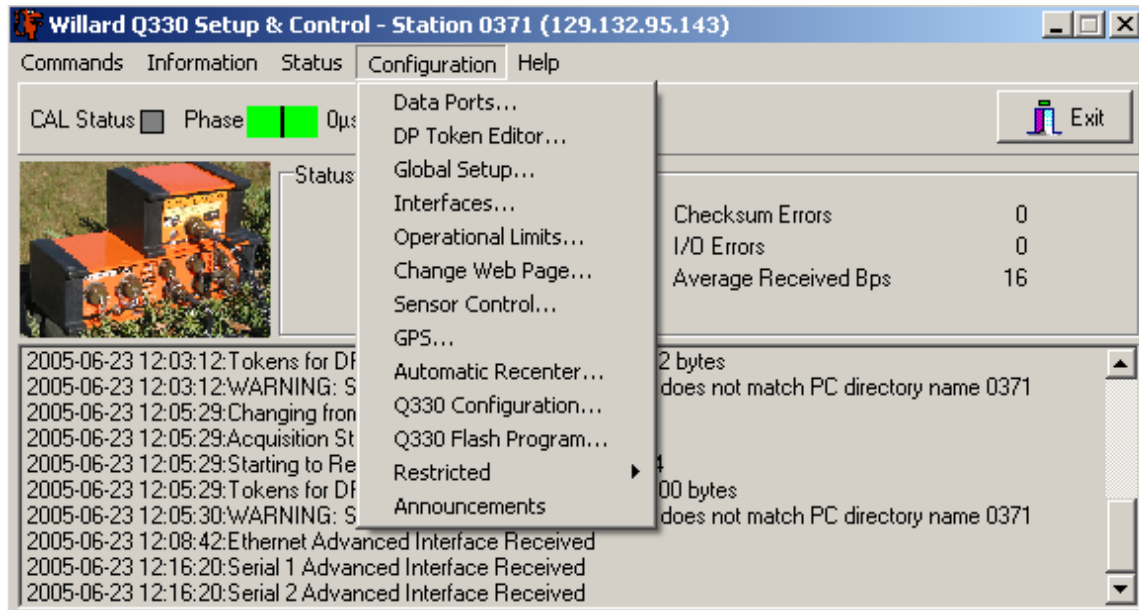 Willard Q330 Setup & Control - Station 0371 (129.132.95.143)
Commands Information Status Configuration Help
CAL Status Phase 0µs Exit
Data Ports...
DP Token Editor...
Global Setup...
Interfaces...
Operational Limits...
Change Web Page...
Sensor Control...
GPS...
Automatic Recenter...
Q330 Configuration...
Q330 Flash Program...
Restricted
Announcements
Status
Checksum Errors 0
I/O Errors 0
Average Received Bps 16
2005-06-23 12:03:12:Tokens for 2 bytes
2005-06-23 12:03:12:WARNING: S does not match PC directory name 0371
2005-06-23 12:05:29:Changing from
2005-06-23 12:05:29:Acquisition St
2005-06-23 12:05:29:Starting to Re 4
2005-06-23 12:05:29:Tokens for 00 bytes
2005-06-23 12:05:30:WARNING: S does not match PC directory name 0371
2005-06-23 12:08:42:Ethernet Advanced Interface Received
2005-06-23 12:16:20:Serial 1 Advanced Interface Received
2005-06-23 12:16:20:Serial 2 Advanced Interface Received